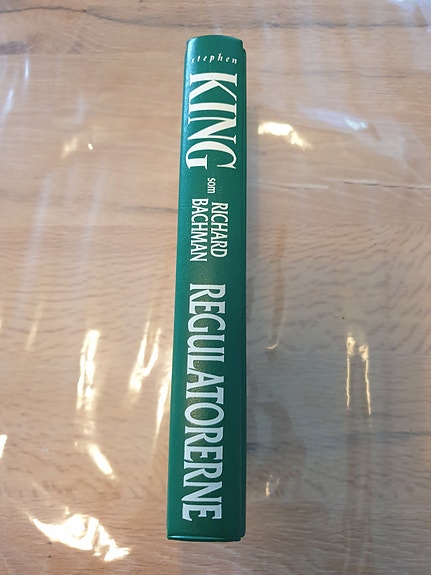 stephen
KING
som
RICHARD
BACHMAN
REGULATORERNE